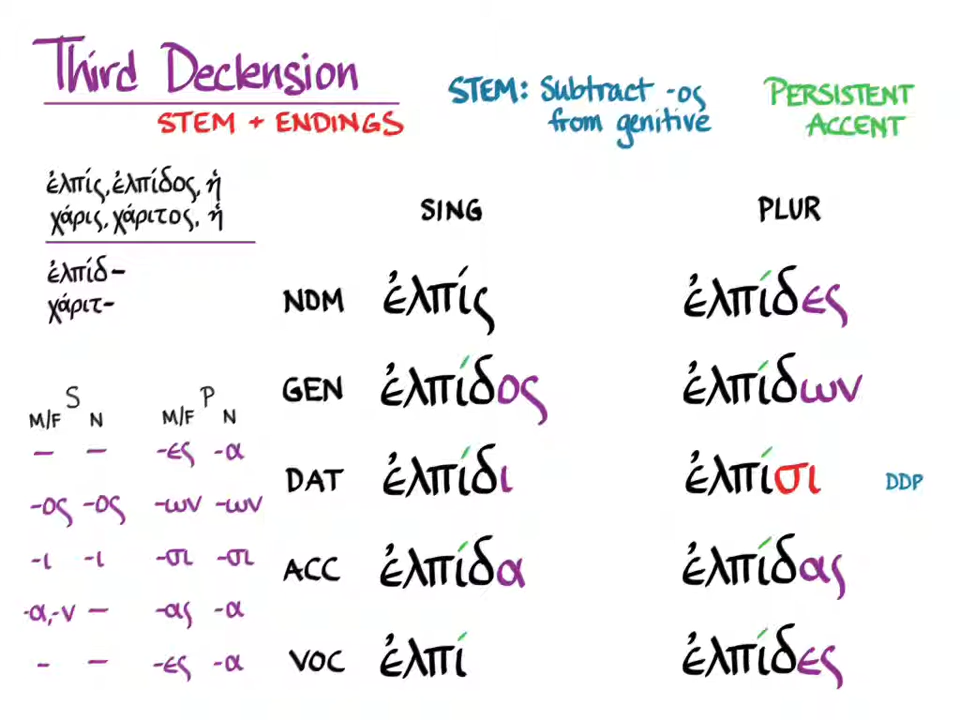 Third Declension
STEM + ENDINGS
STEM: Subtract -ος
from genitive
PERSISTENT
ACCENT
ἐλπίς, ἐλπίδος, ἡ
χάρις, χάριτος, ἡ
ἐλπίδ-
χάριτ-
SING PLUR
NOM ἐλπίς ἐλπίδες
GEN ἐλπίδος ἐλπίδων
DAT ἐλπίδι ἐλπίσι DDP
ACC ἐλπίδα ἐλπίδας
VOC ἐλπί ἐλπίδες
S P
M/F N M/F N
- - -ες -α
-ος -ος -ων -ων
-ι -ι -σι -σι
-α,-ν - -ας -α
- - -ες -α